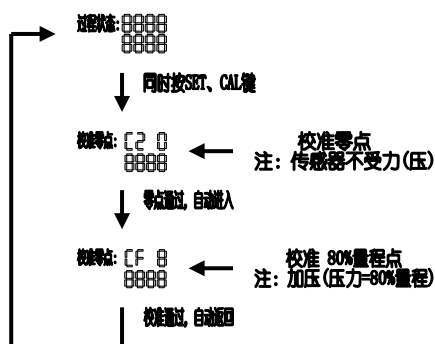 过程状态: 8888
8888
同时按SET、CAL键
校准零点: C2 0
8888
校准零点
注: 传感器不受力(压)
零点通过, 自动进入
校准零点: CF 8
8888
校准 80%量程点
注: 加压(压力=80%量程)
校准通过, 自动返回